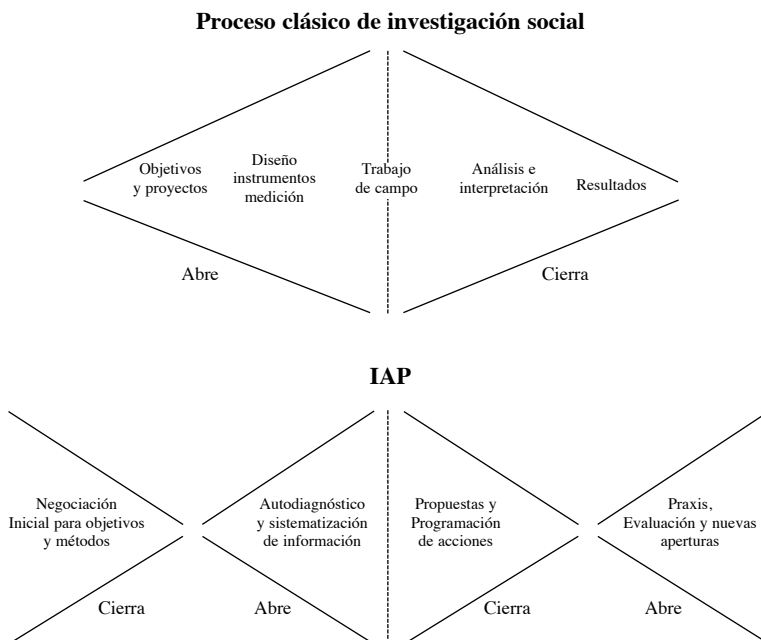 Proceso clásico de investigación social
Objetivos
y proyectos
Diseño
instrumentos
medición
Trabajo
de campo
Análisis e
interpretación
Resultados
Abre
Cierra
IAP
Negociación
Inicial para objetivos
y métodos
Autodiagnóstico
y sistematización
de información
Propuestas y
Programación
de acciones
Praxis,
Evaluación y nuevas
aperturas
Cierra
Abre
Cierra
Abre